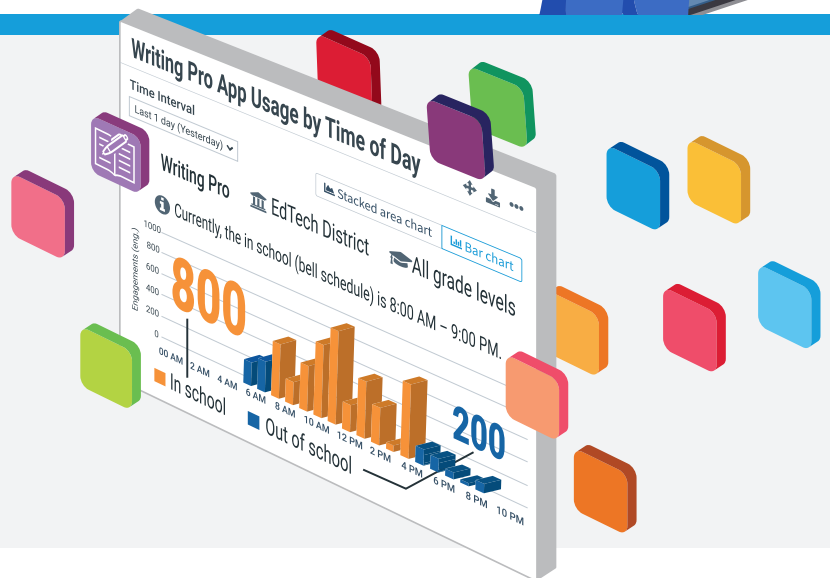 Writing Pro App Usage by Time of Day
Time Interval
Last 1 day (Yesterday)
Writing Pro
EdTech District
All grade levels
Stacked area chart
Bar chart
Currently, the in school (bell schedule) is 8:00 AM – 9:00 PM.
Engagements (eng.)
1000
800
600
400
200
0
800
200
00 AM
2 AM
4 AM
6 AM
8 AM
10 AM
12 PM
2 PM
4 PM
6 PM
8 PM
10 PM
In school
Out of school